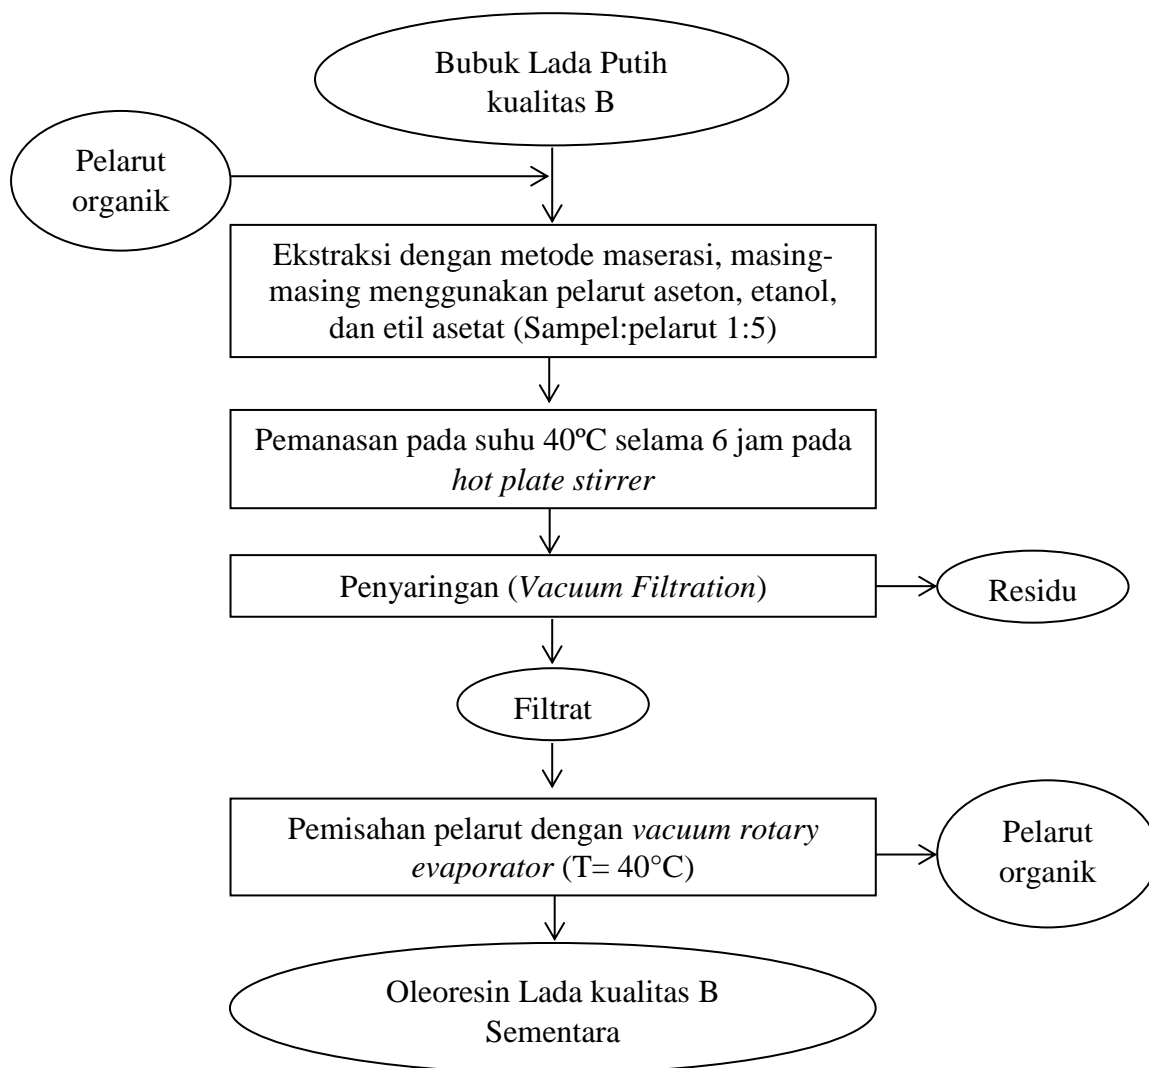 Bubuk Lada Putih
kualitas B
Pelarut
organik
Ekstraksi dengan metode maserasi, masing-
masing menggunakan pelarut aseton, etanol,
dan etil asetat (Sampel:pelarut 1:5)
Pemanasan pada suhu 40ºC selama 6 jam pada
hot plate stirrer
Penyaringan (Vacuum Filtration)
Residu
Filtrat
Pemisahan pelarut dengan vacuum rotary
evaporator (T= 40°C)
Pelarut
organik
Oleoresin Lada kualitas B
Sementara